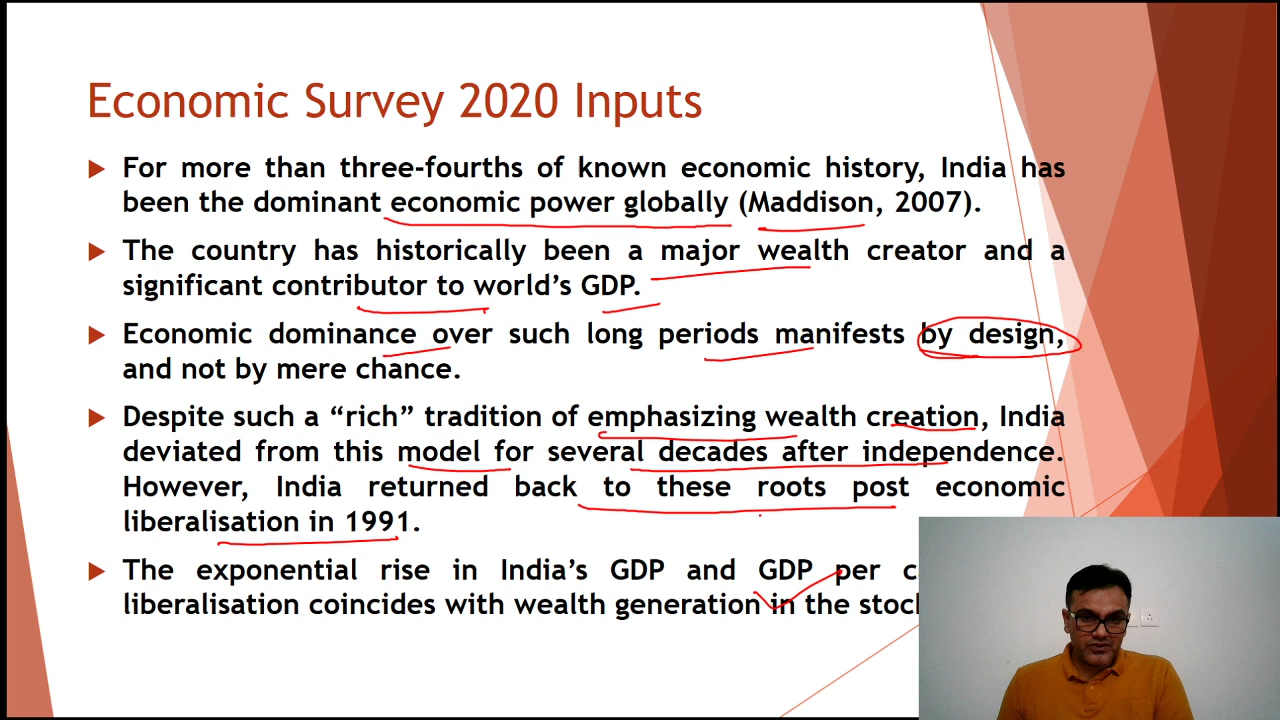 Economic Survey 2020 Inputs
For more than three-fourths of known economic history, India has
been the dominant economic power globally (Maddison, 2007).
The country has historically been a major wealth creator and a
significant contributor to world’s GDP.
Economic dominance over such long periods manifests by design,
and not by mere chance.
Despite such a “rich” tradition of emphasizing wealth creation, India
deviated from this model for several decades after independence.
However, India returned back to these roots post economic
liberalisation in 1991.
The exponential rise in India’s GDP and GDP per
liberalisation coincides with wealth generation in the